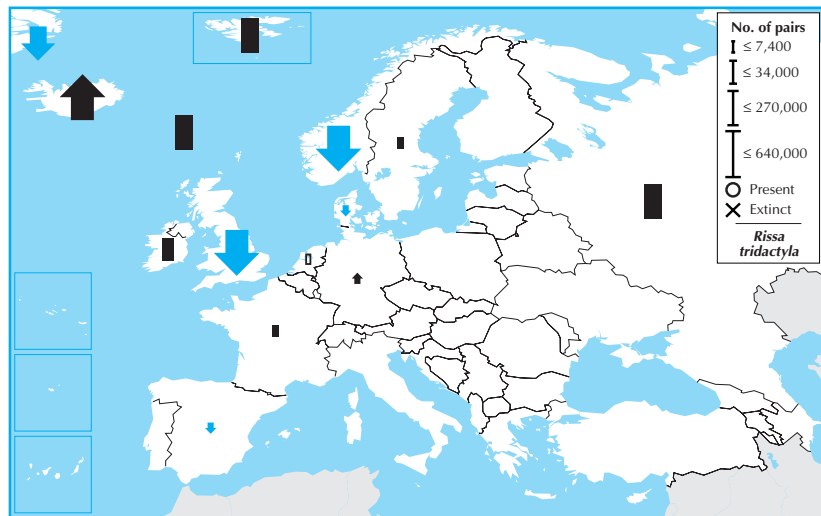 No. of pairs
≤ 7,400
≤ 34,000
≤ 270,000
≤ 640,000
Present
Extinct
Rissa
tridactyla